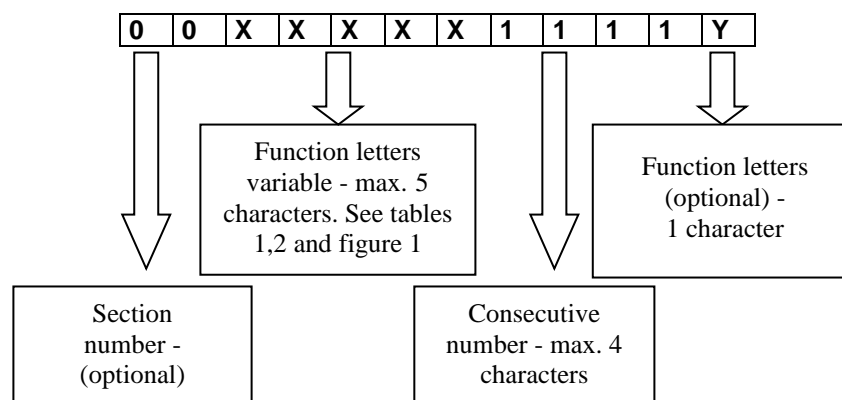 0 0 X X X X X 1 1 1 1 Y
Function letters
variable - max. 5
characters. See tables
1,2 and figure 1
Function letters
(optional) -
1 character
Section
number -
(optional)
Consecutive
number - max. 4
characters